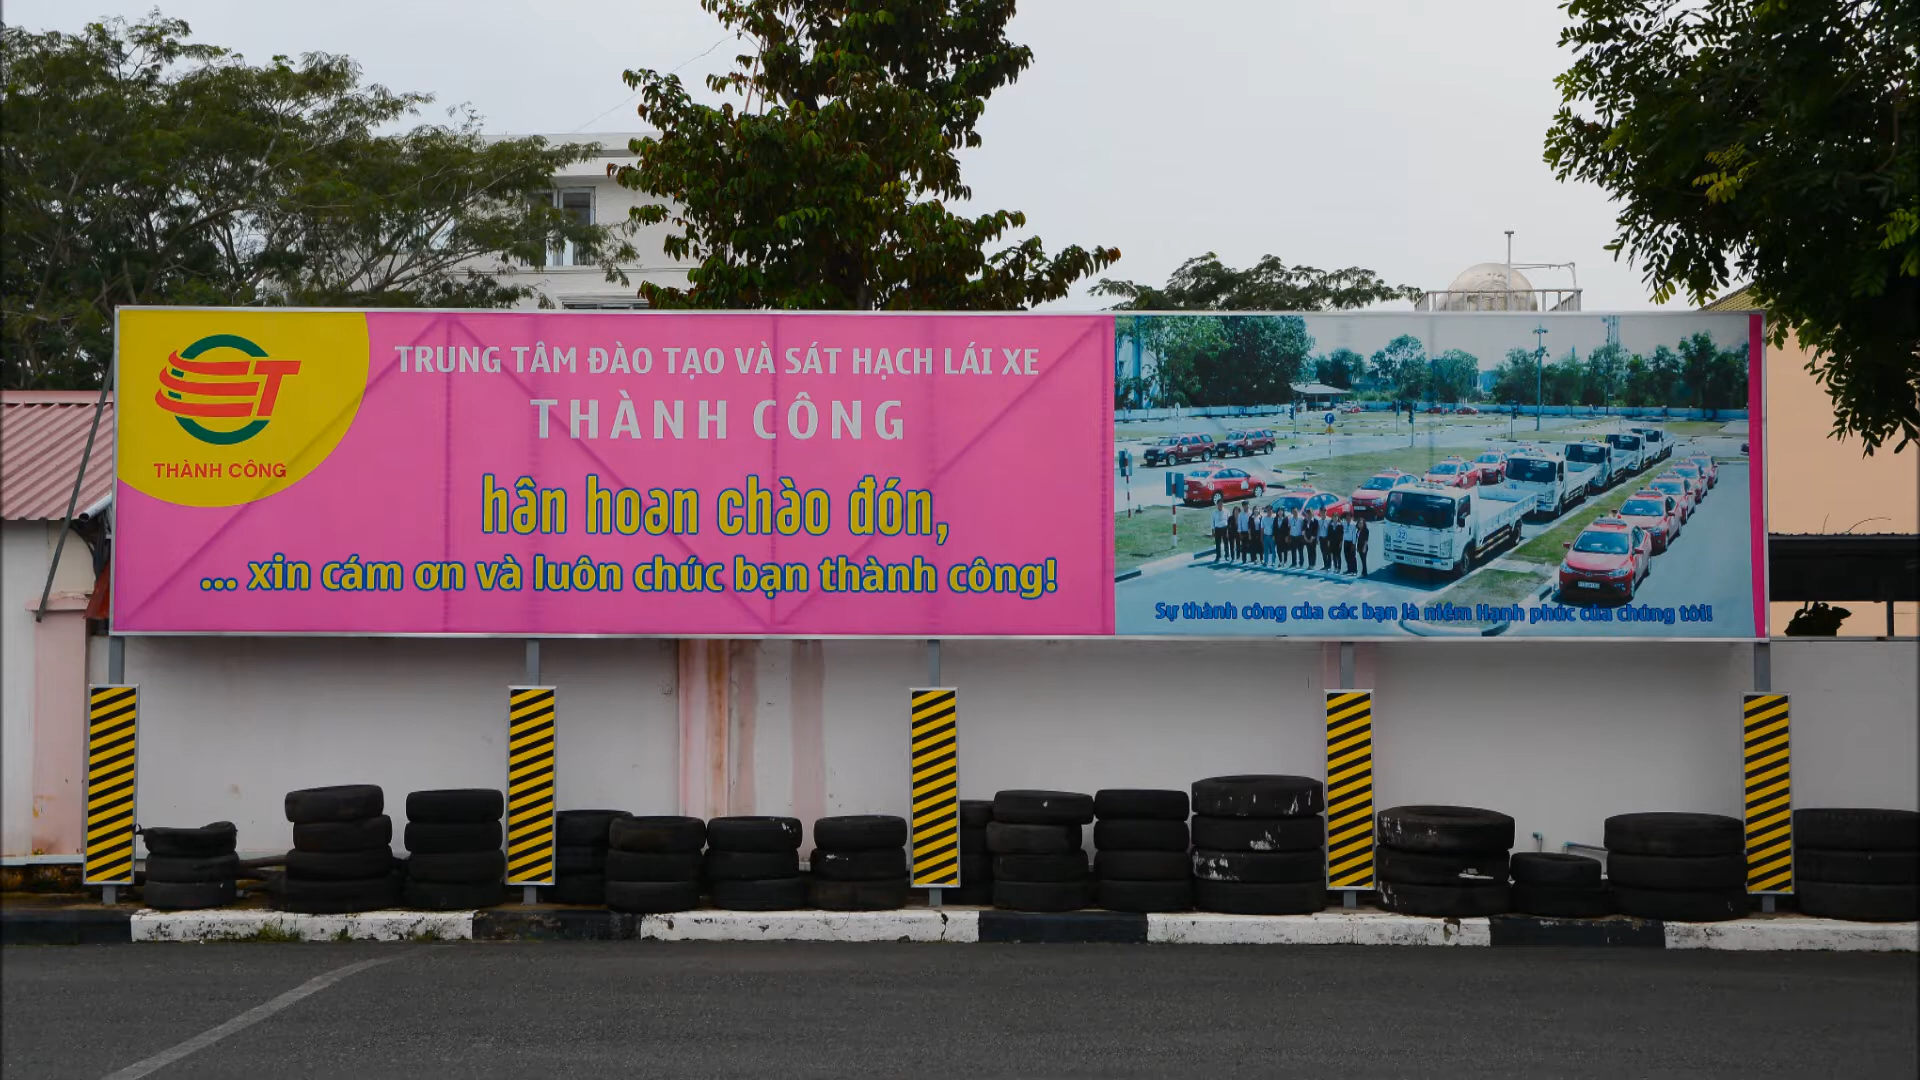 THÀNH CÔNG
TRUNG TÂM ĐÀO TẠO VÀ SÁT HẠCH LÁI XE
THÀNH CÔNG
hân hoan chào đón,
... xin cám ơn và luôn chúc bạn thành công!
Sự thành công của các bạn là niềm Hạnh phúc của chúng tôi!